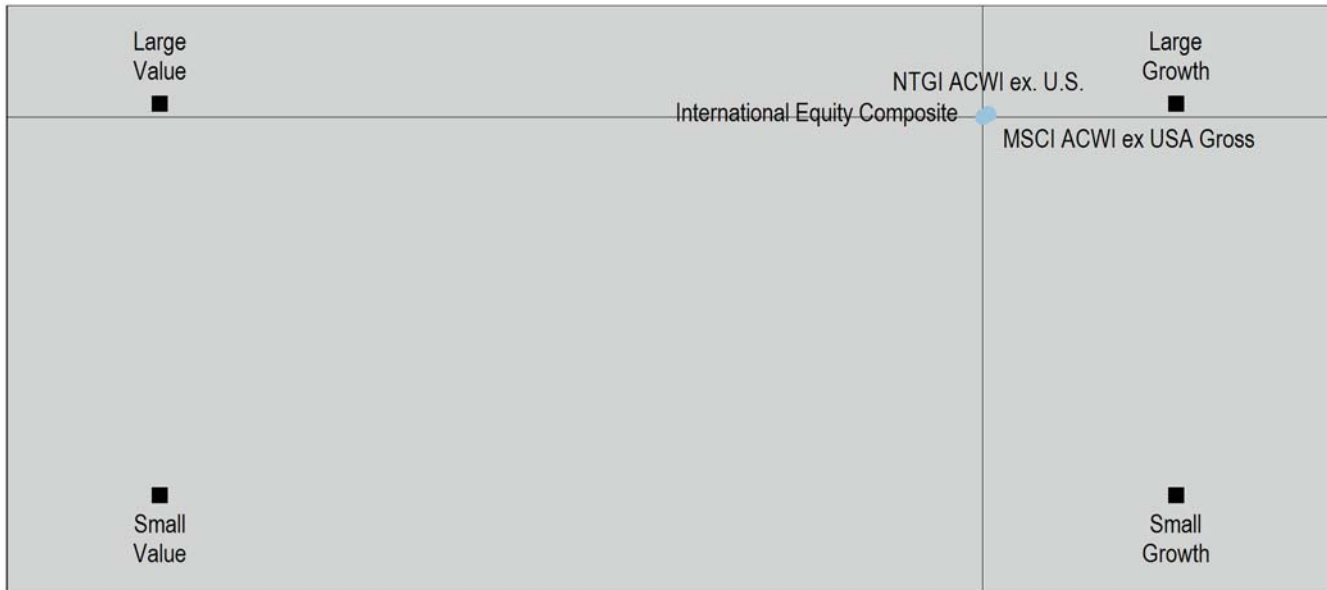 Large
Value
Large
Growth
NTGI ACWI ex. U.S.
International Equity Composite
MSCI ACWI ex USA Gross
Small
Value
Small
Growth